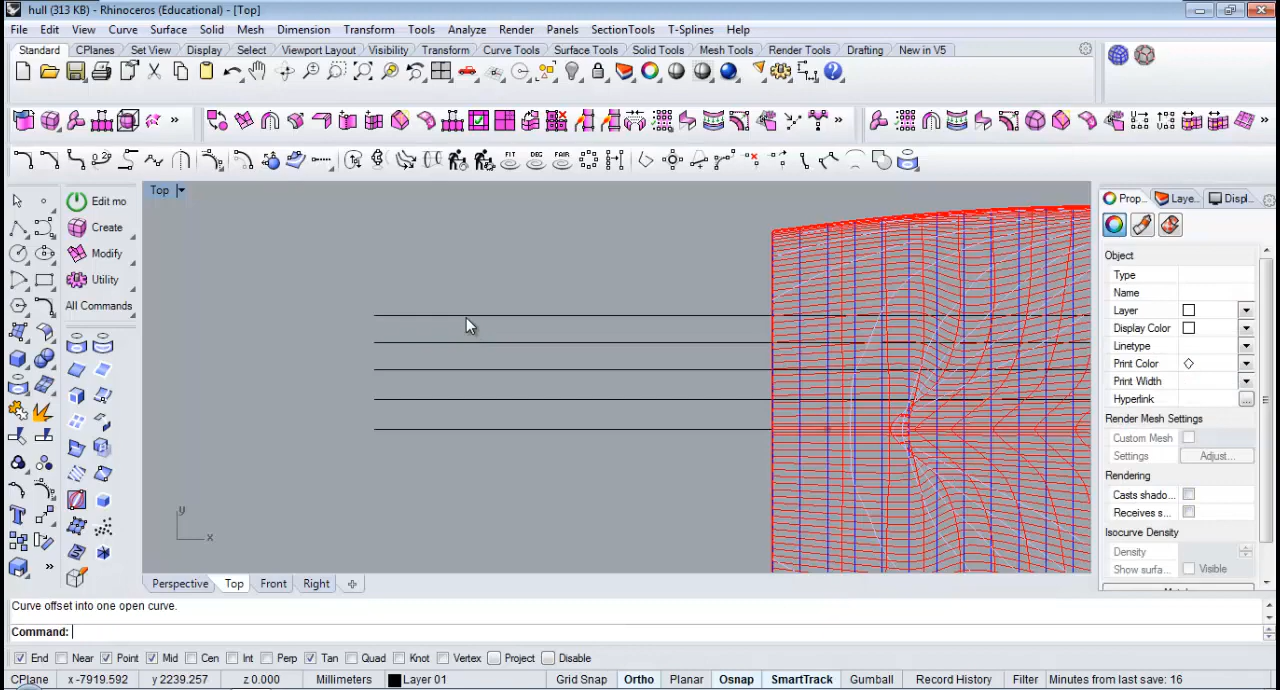 hull (313 KB) - Rhinoceros (Educational) - [Top]
File Edit View Curve Surface Solid Mesh Dimension Transform Tools Analyze Render Panels SectionTools T-Splines Help
Standard CPlanes Set View Display Select Viewport Layout Visibility Transform Curve Tools Surface Tools Solid Tools Mesh Tools Render Tools Drafting New in V5
FIT DEG FAIR
Top
Edit mo
Create
Modify
Utility
All Commands
y
x
Prop... Laye... Displ...
Object
Type
Name
Layer
Display Color
Linetype
Print Color
Print Width
Hyperlink ...
Render Mesh Settings
Custom Mesh
Settings Adjust...
Rendering
Casts shado...
Receives s...
Isocurve Density
Density
Show surfa... Visible
Perspective Top Front Right
Curve offset into one open curve.
Command:
End Near Point Mid Cen Int Perp Tan Quad Knot Vertex Project Disable
CPlane x -7919.592 y 2239.257 z 0.000 Millimeters Layer 01 Grid Snap Ortho Planar Osnap SmartTrack Gumball Record History Filter Minutes from last save: 16